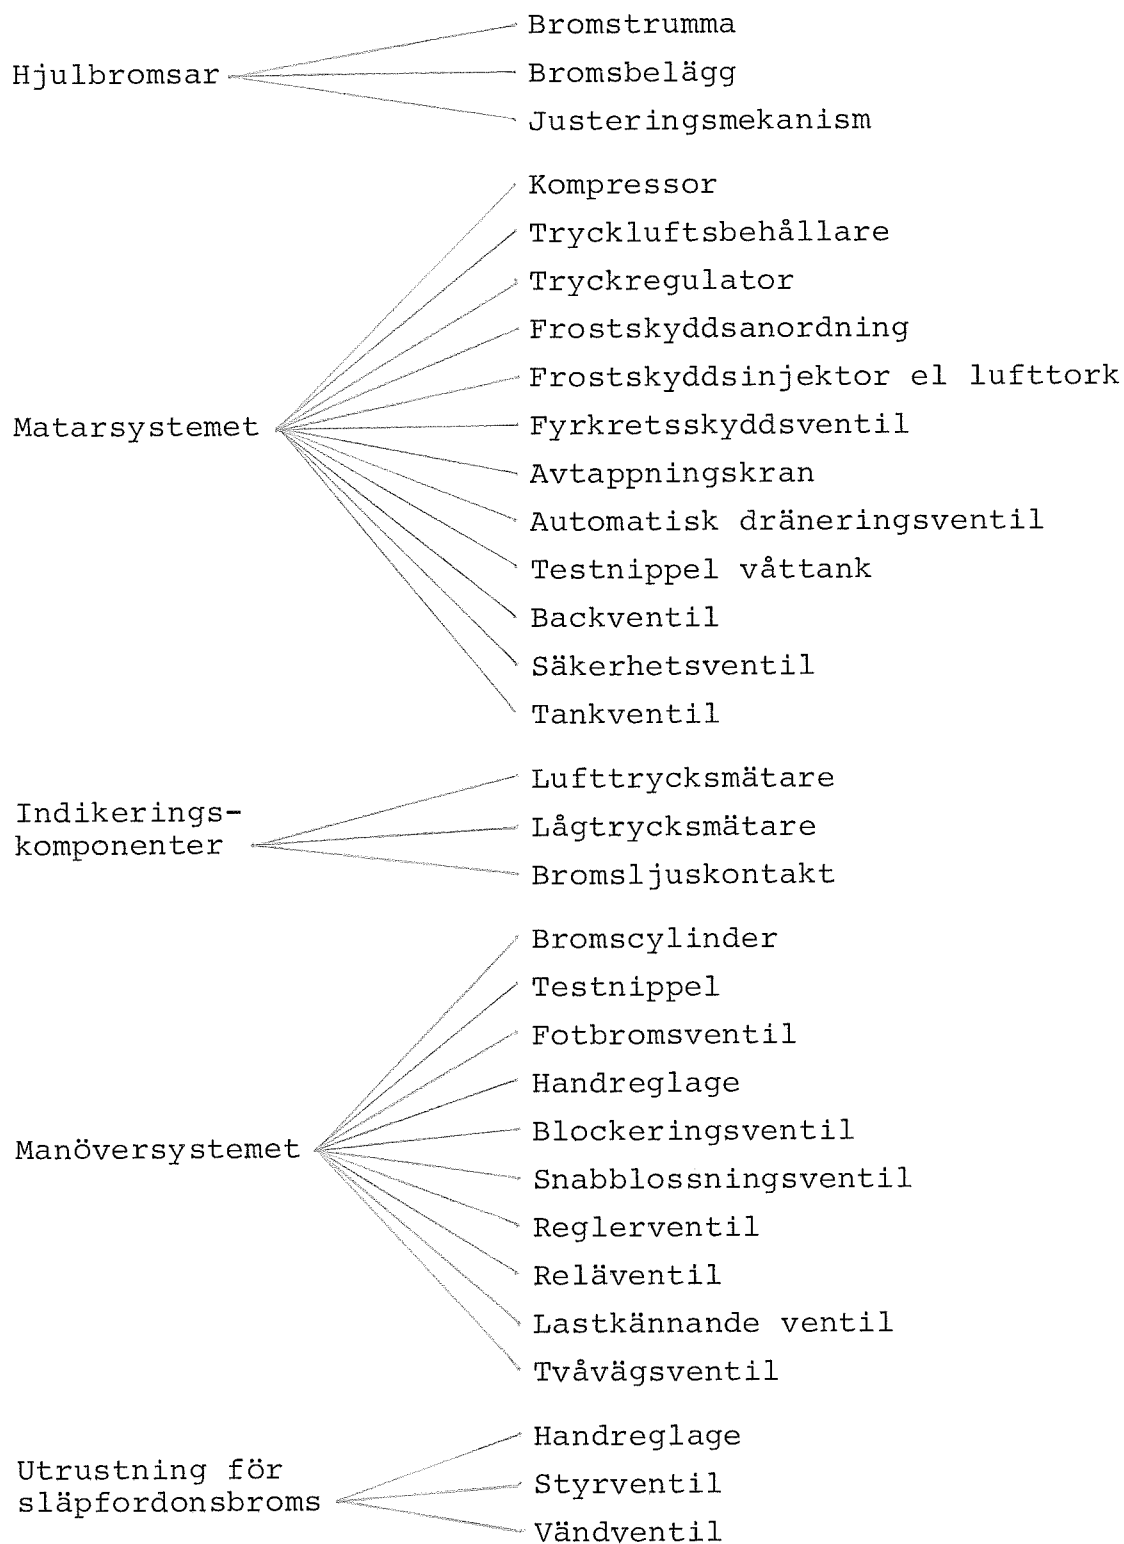 Hjulbromsar
Bromstrumma
Bromsbelägg
Justeringsmekanism
Matarsystemet
Kompressor
Tryckluftsbehållare
Tryckregulator
Frostskyddsanordning
Frostskyddsinjektor el lufttork
Fyrkretsskyddsventil
Avtappningskran
Automatisk dräneringsventil
Testnippel våttank
Backventil
Säkerhetsventil
Tankventil
Indikerings-
komponenter
Lufttrycksmätare
Lågtrycksmätare
Bromsljuskontakt
Manöversystemet
Bromscylinder
Testnippel
Fotbromsventil
Handreglage
Blockeringsventil
Snabblossningsventil
Reglerventil
Reläventil
Lastkännande ventil
Tvåvägsventil
Utrustning för
släpfordonsbroms
Handreglage
Styrventil
Vändventil